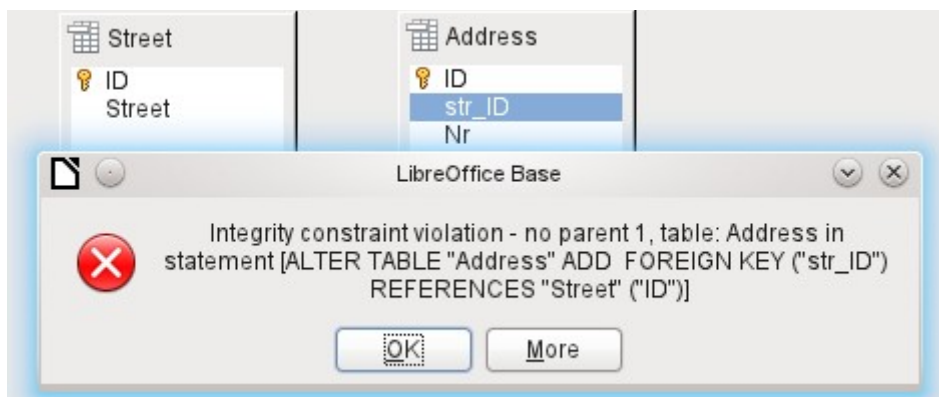 Street
ID
Street
Address
ID
str_ID
Nr
LibreOffice Base
Integrity constraint violation - no parent 1, table: Address in
statement [ALTER TABLE "Address" ADD  FOREIGN KEY ("str_ID")
REFERENCES "Street" ("ID")]
OK
More